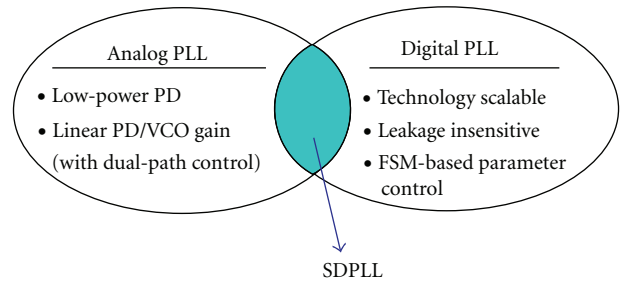 Analog PLL
• Low-power PD
• Linear PD/VCO gain
(with dual-path control)
Digital PLL
• Technology scalable
• Leakage insensitive
• FSM-based parameter
control
SDPLL